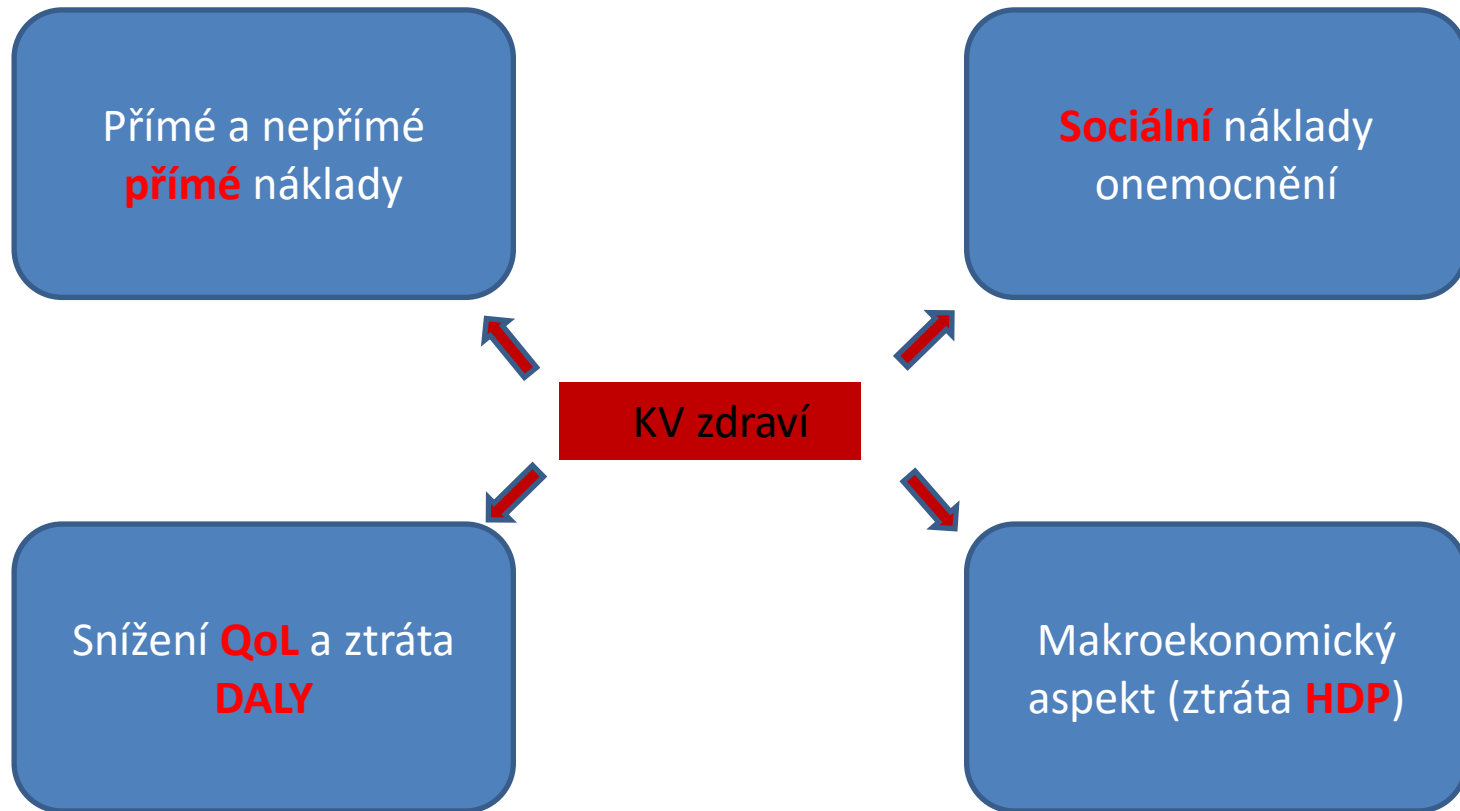 Přímé a nepřímé
přímé náklady
Sociální náklady
onemocnění
KV zdraví
Snížení QoL a ztráta
DALY
Makroekonomický
aspekt (ztráta HDP)